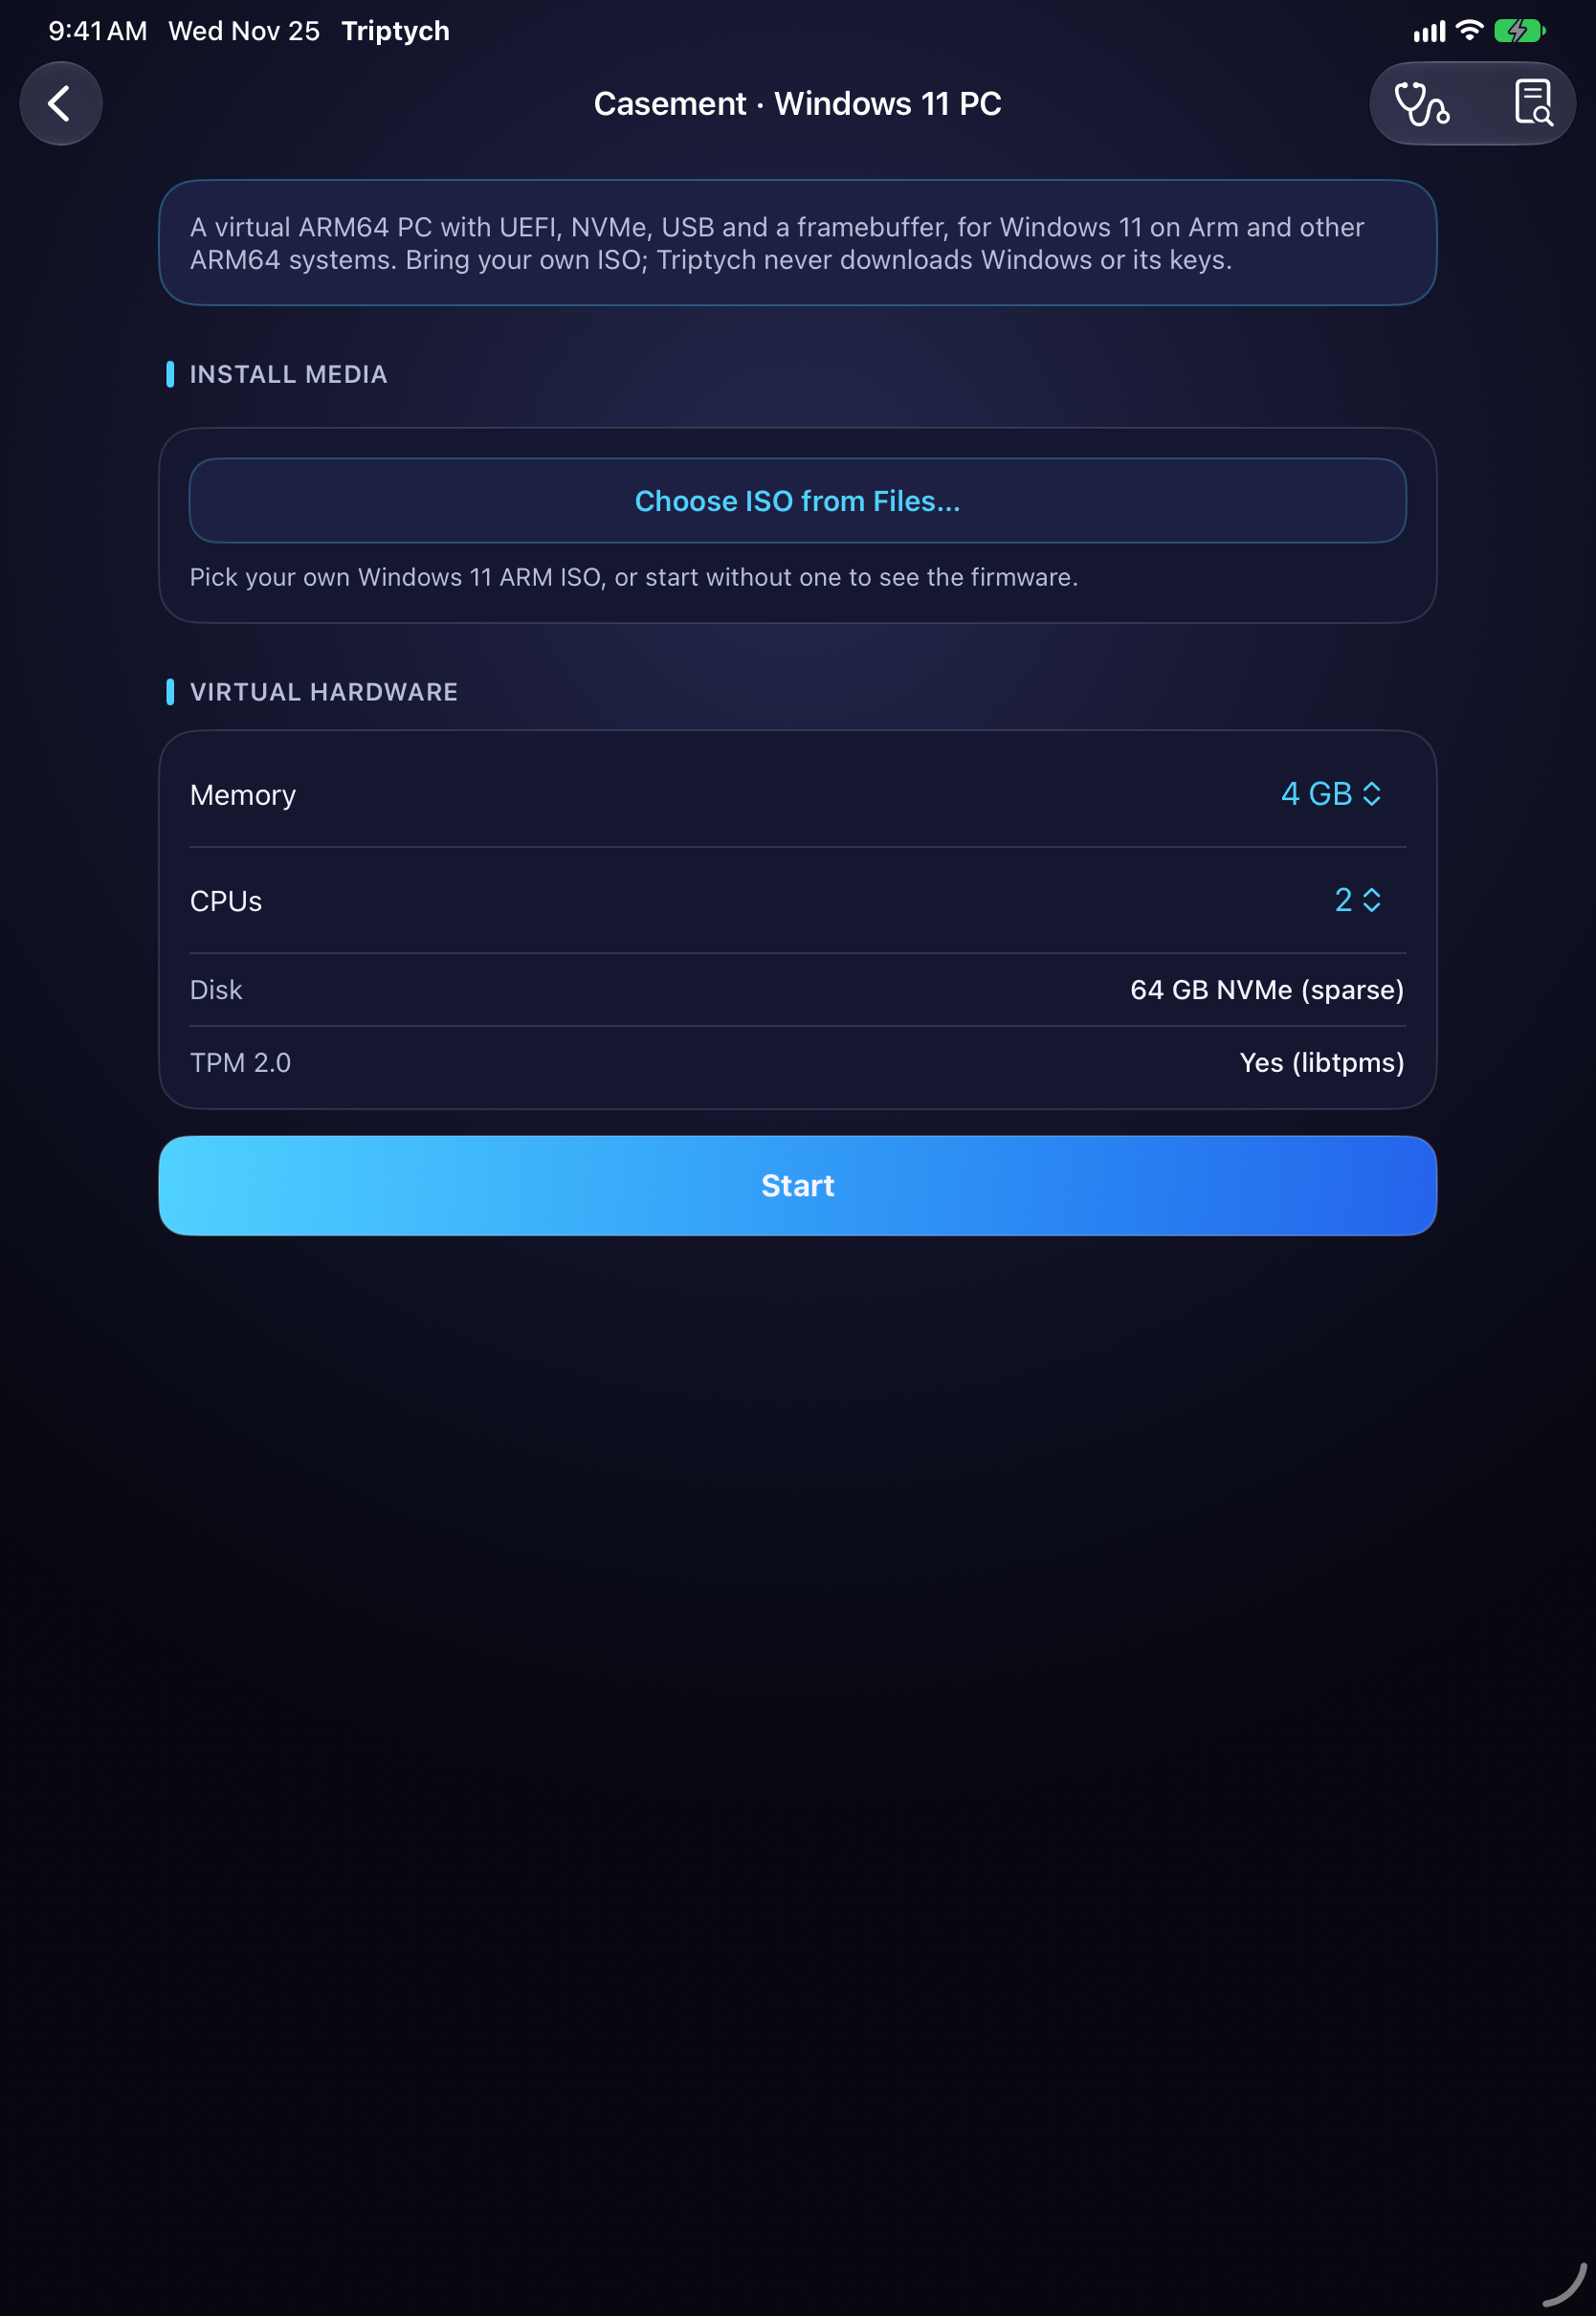 9:41 AM Wed Nov 25 Triptych
Casement · Windows 11 PC
A virtual ARM64 PC with UEFI, NVMe, USB and a framebuffer, for Windows 11 on Arm and other
ARM64 systems. Bring your own ISO; Triptych never downloads Windows or its keys.
INSTALL MEDIA
Choose ISO from Files...
Pick your own Windows 11 ARM ISO, or start without one to see the firmware.
VIRTUAL HARDWARE
Memory 4 GB
CPUs 2
Disk 64 GB NVMe (sparse)
TPM 2.0 Yes (libtpms)
Start